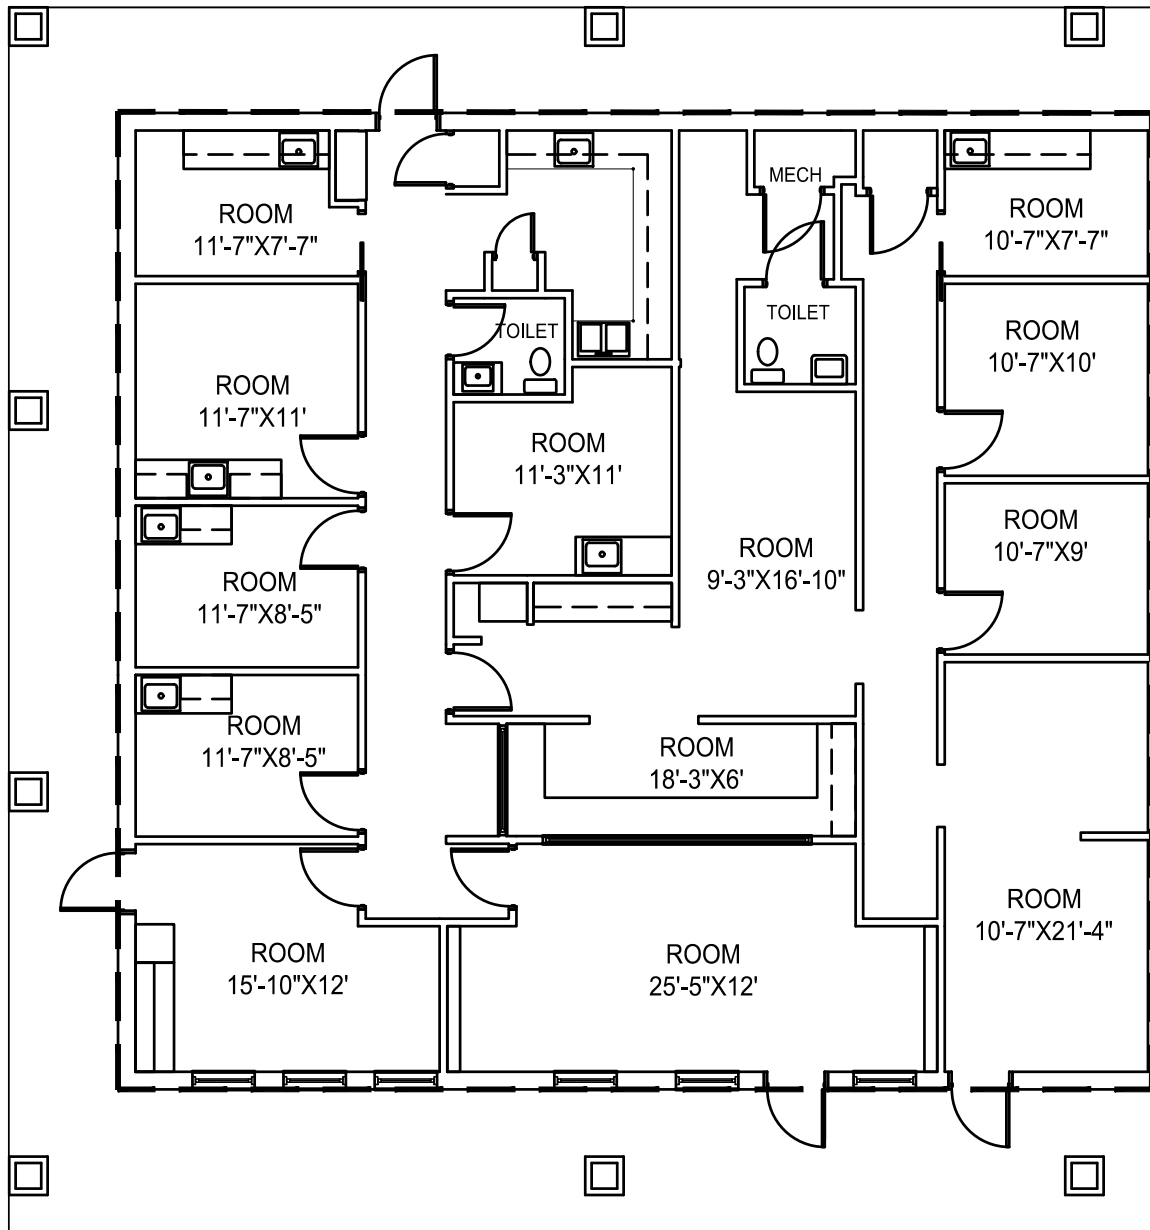 MECH
ROOM
11'-7"X7'-7"
ROOM
10'-7"X7'-7"
TOILET
TOILET
ROOM
10'-7"X10'
ROOM
11'-7"X11'
ROOM
11'-3"X11'
ROOM
10'-7"X9'
ROOM
9'-3"X16'-10"
ROOM
11'-7"X8'-5"
ROOM
11'-7"X8'-5"
ROOM
18'-3"X6'
ROOM
10'-7"X21'-4"
ROOM
15'-10"X12'
ROOM
25'-5"X12'